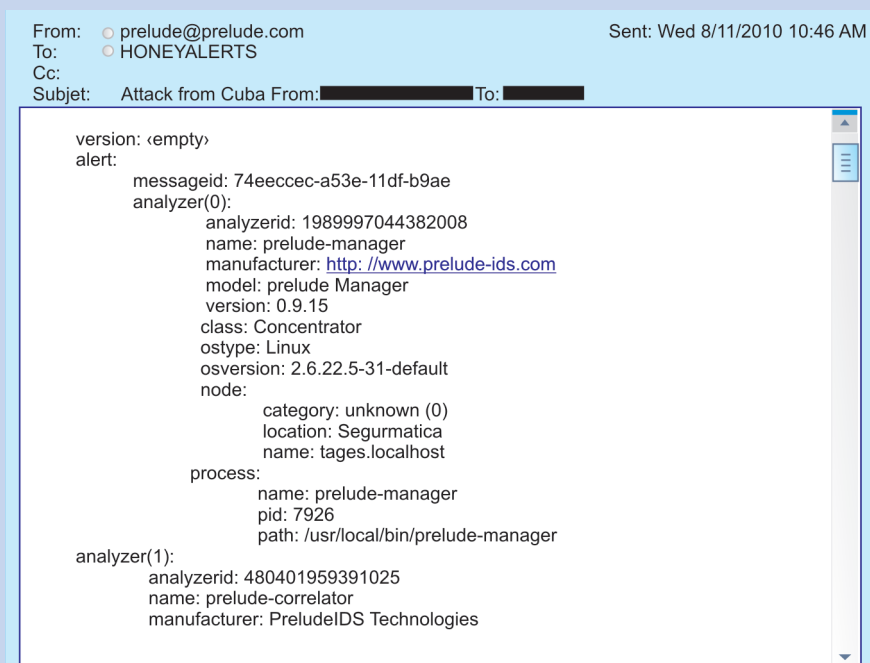 From: prelude@prelude.com Sent: Wed 8/11/2010 10:46 AM
To: HONEYALERTS
Cc:
Subjet: Attack from Cuba From: To:
version: ‹empty›
alert:
messageid: 74eeccec-a53e-11df-b9ae
analyzer(0):
analyzerid: 1989997044382008
name: prelude-manager
manufacturer: http: //www.prelude-ids.com
model: prelude Manager
version: 0.9.15
class: Concentrator
ostype: Linux
osversion: 2.6.22.5-31-default
node:
category: unknown (0)
location: Segurmatica
name: tages.localhost
process:
name: prelude-manager
pid: 7926
path: /usr/local/bin/prelude-manager
analyzer(1):
analyzerid: 480401959391025
name: prelude-correlator
manufacturer: PreludeIDS Technologies